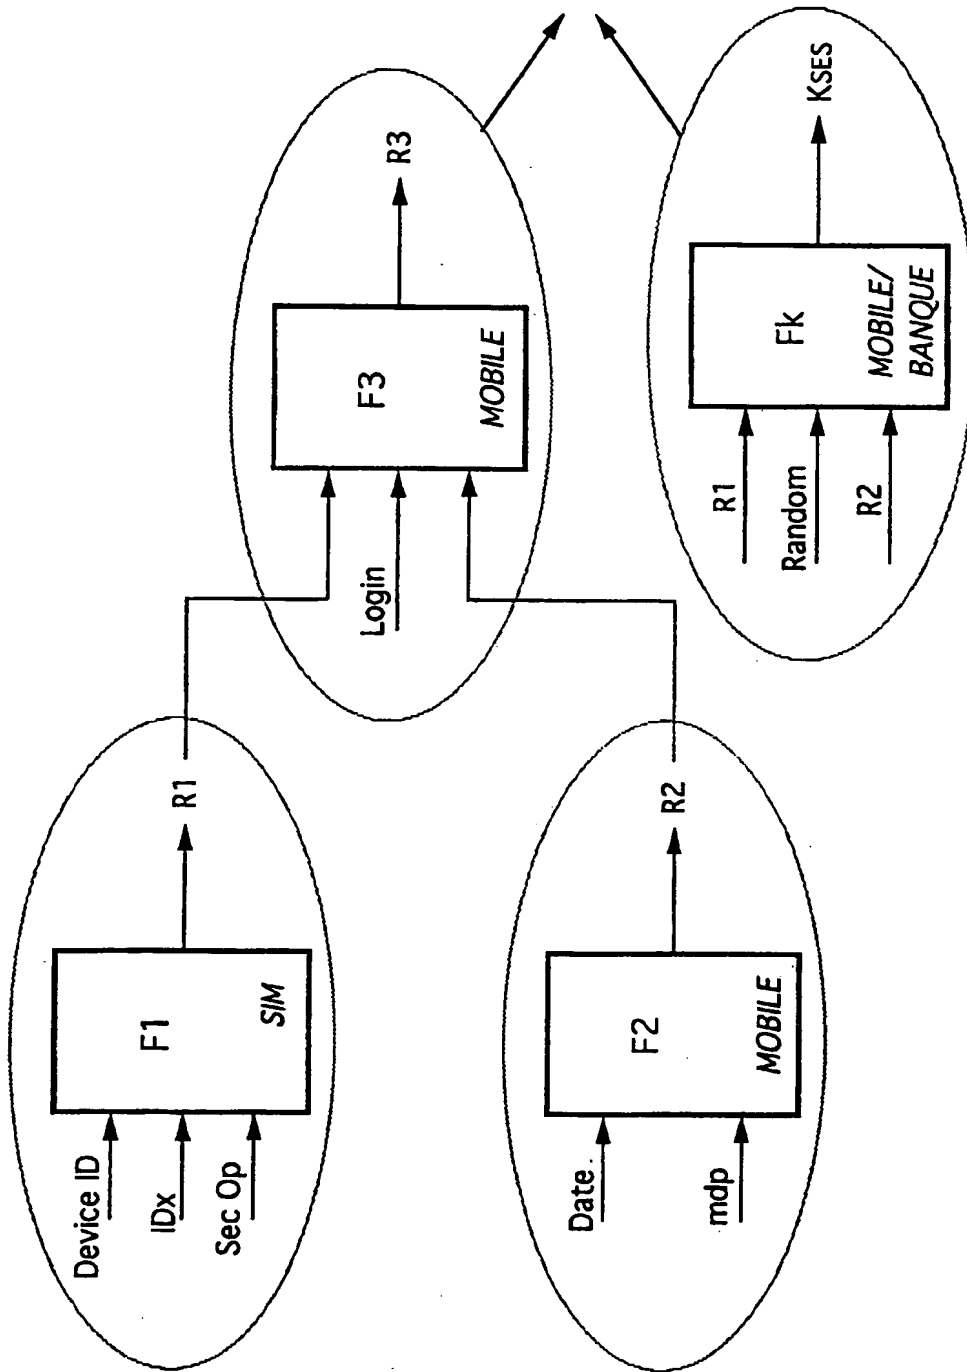 Device ID
IDx
Sec Op
F1
SIM
R1
Date
mdp
F2
MOBILE
R2
Login
F3
MOBILE
R3
R1
Random
R2
Fk
MOBILE/
BANQUE
KSES